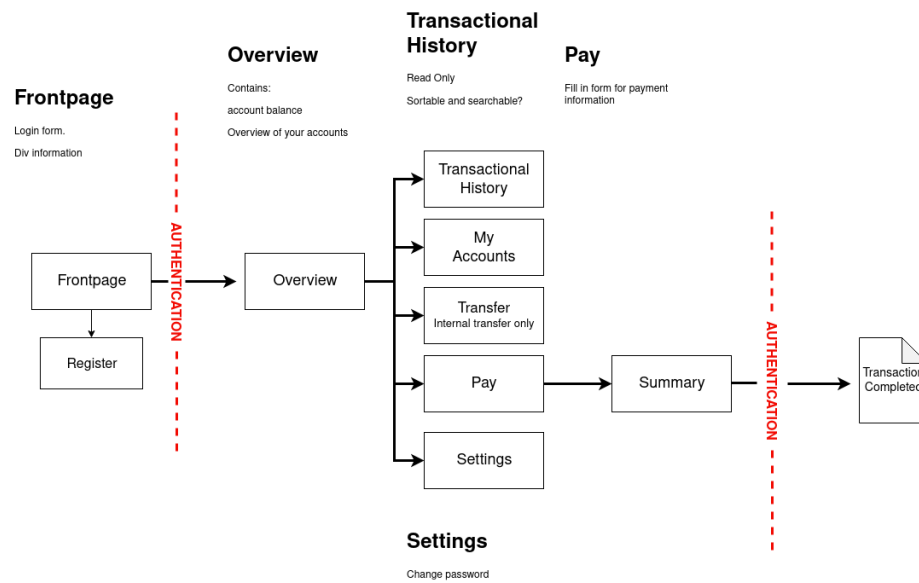 Transactional
History
Overview
Pay
Read Only
Contains:
Fill in form for payment
information
Frontpage
Sortable and searchable?
account balance
Login form.
Overview of your accounts
Div information
Transactional
History
AUTHENTICATION
My
Accounts
Frontpage
Overview
Transfer
Internal transfer only
AUTHENTICATION
Register
Pay
Summary
Transaction
Completed
Settings
Settings
Change password